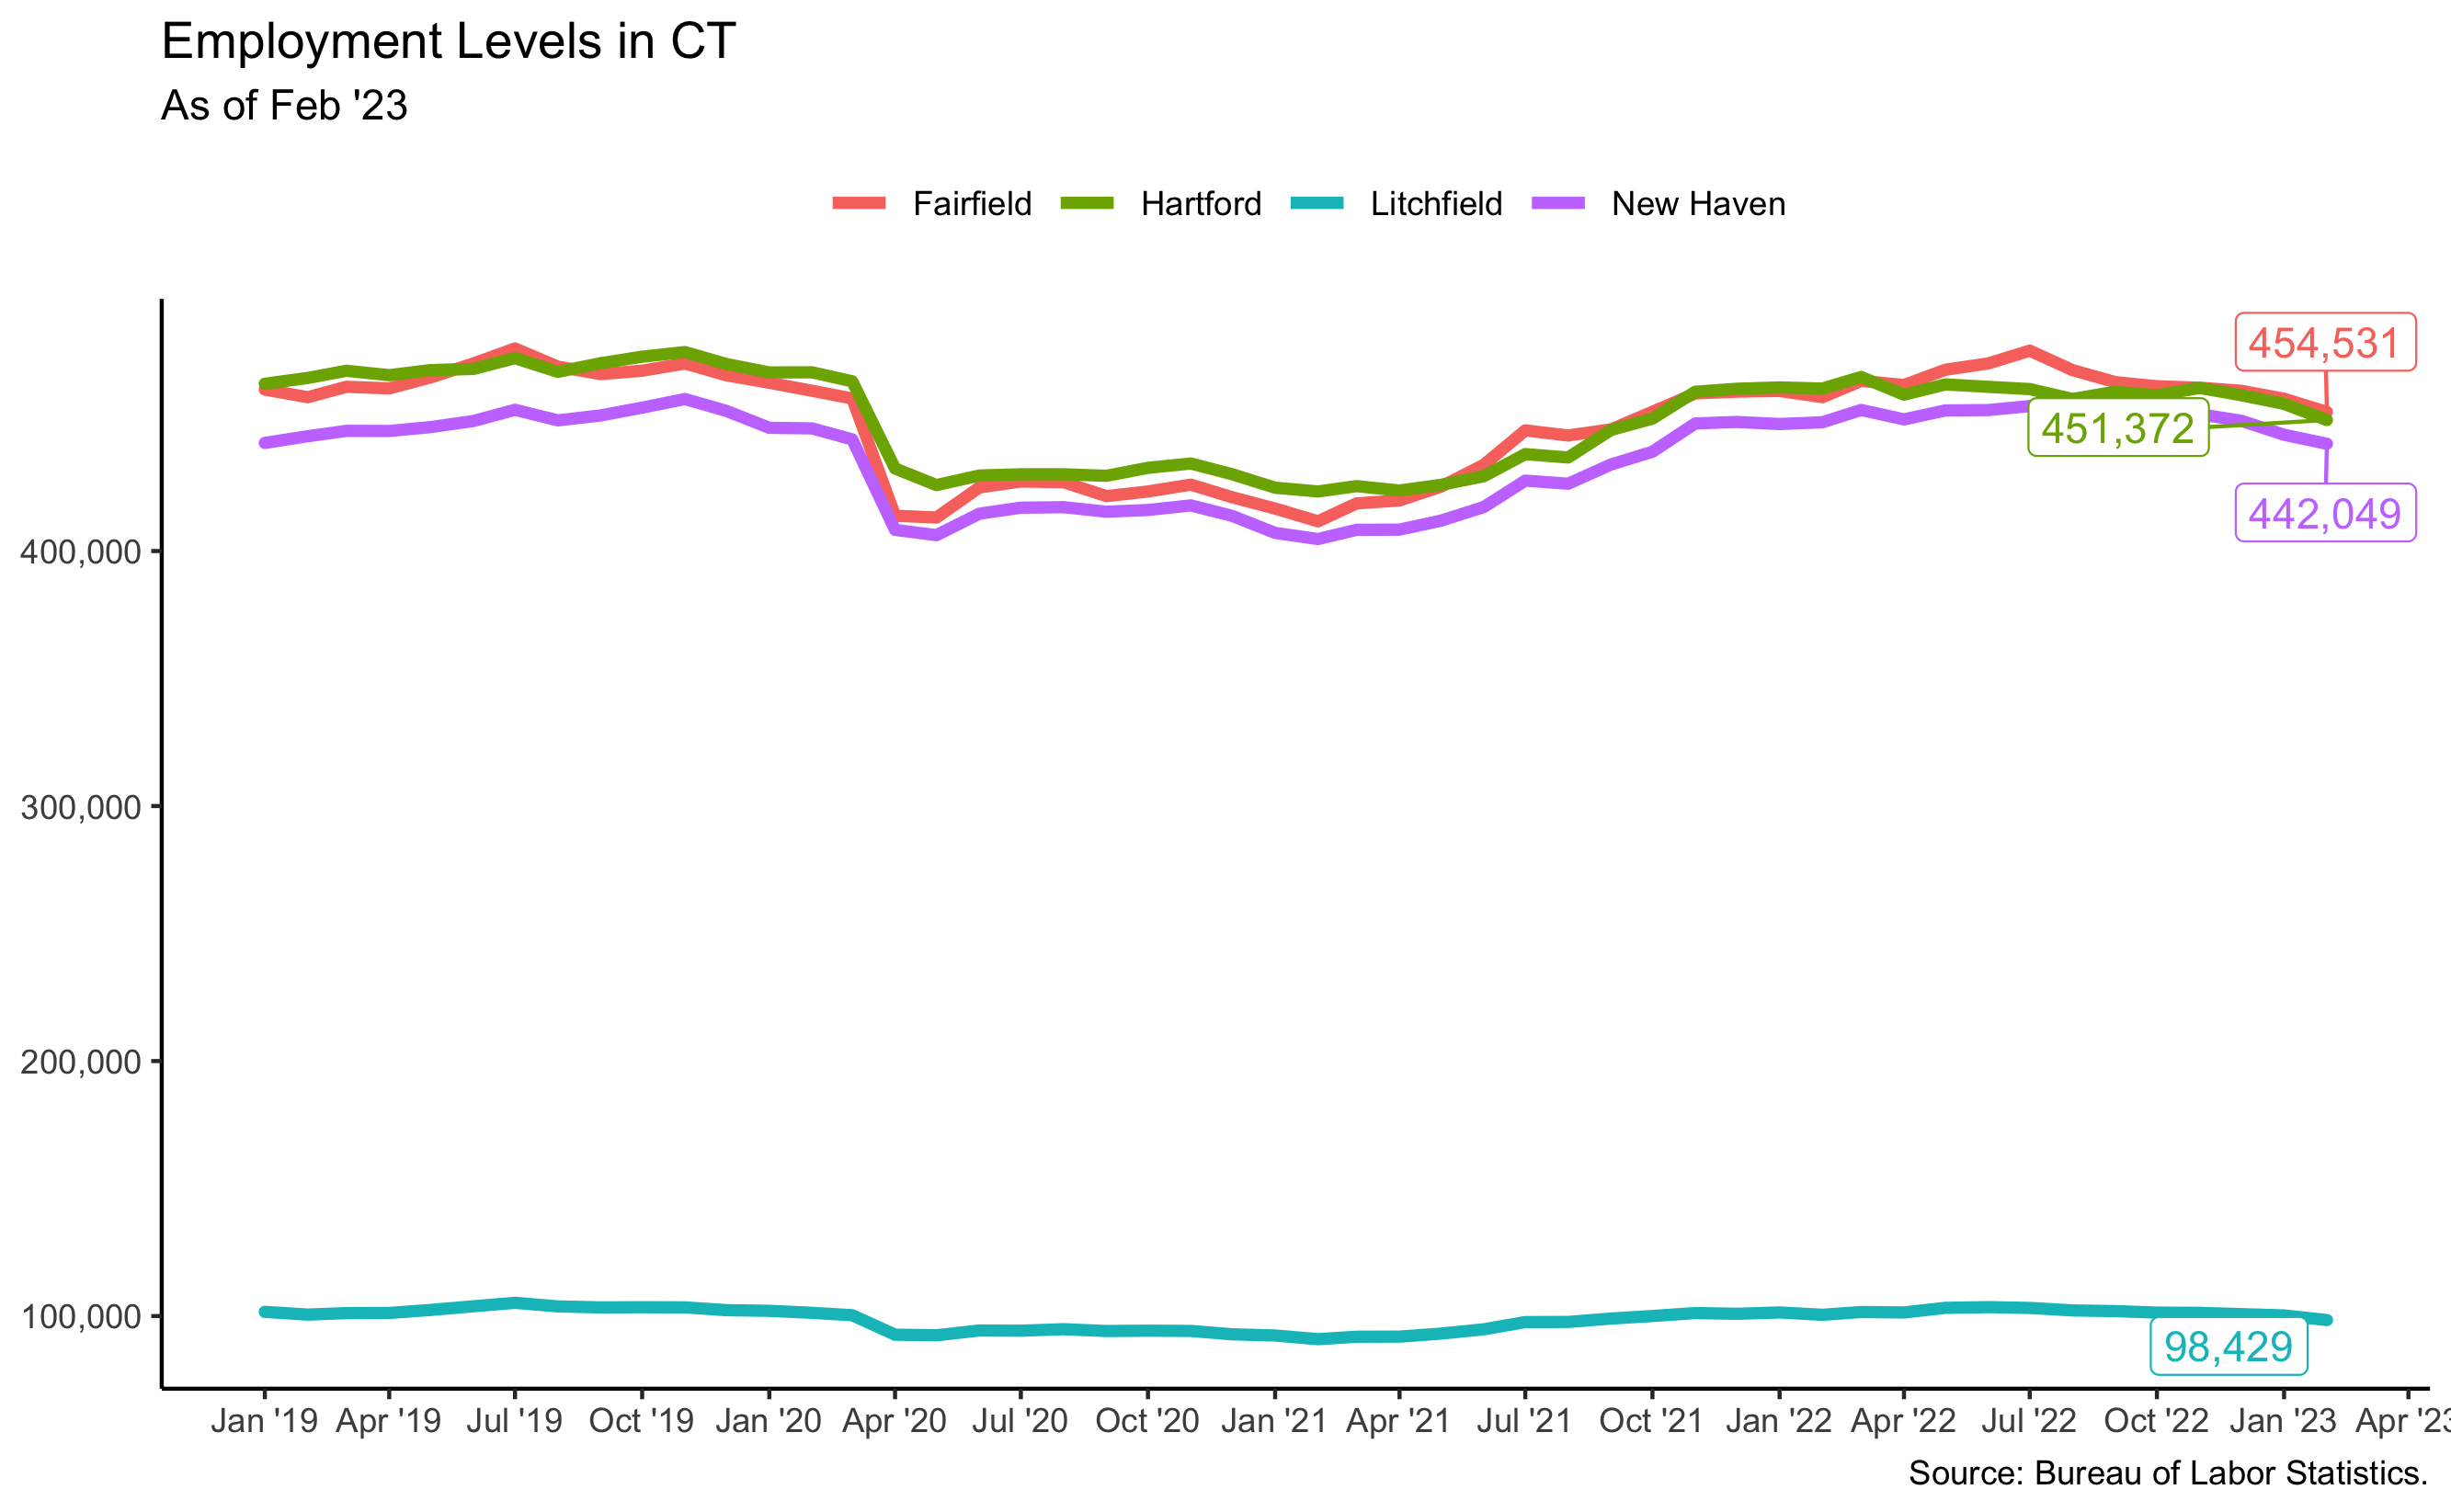 Employment Levels in CT
As of Feb '23
Fairfield Hartford Litchfield New Haven
454,531
451,372
442,049
400,000
300,000
200,000
100,000
98,429
Jan '19 Apr '19 Jul '19 Oct '19 Jan '20 Apr '20 Jul '20 Oct '20 Jan '21 Apr '21 Jul '21 Oct '21 Jan '22 Apr '22 Jul '22 Oct '22 Jan '23 Apr '23
Source: Bureau of Labor Statistics.